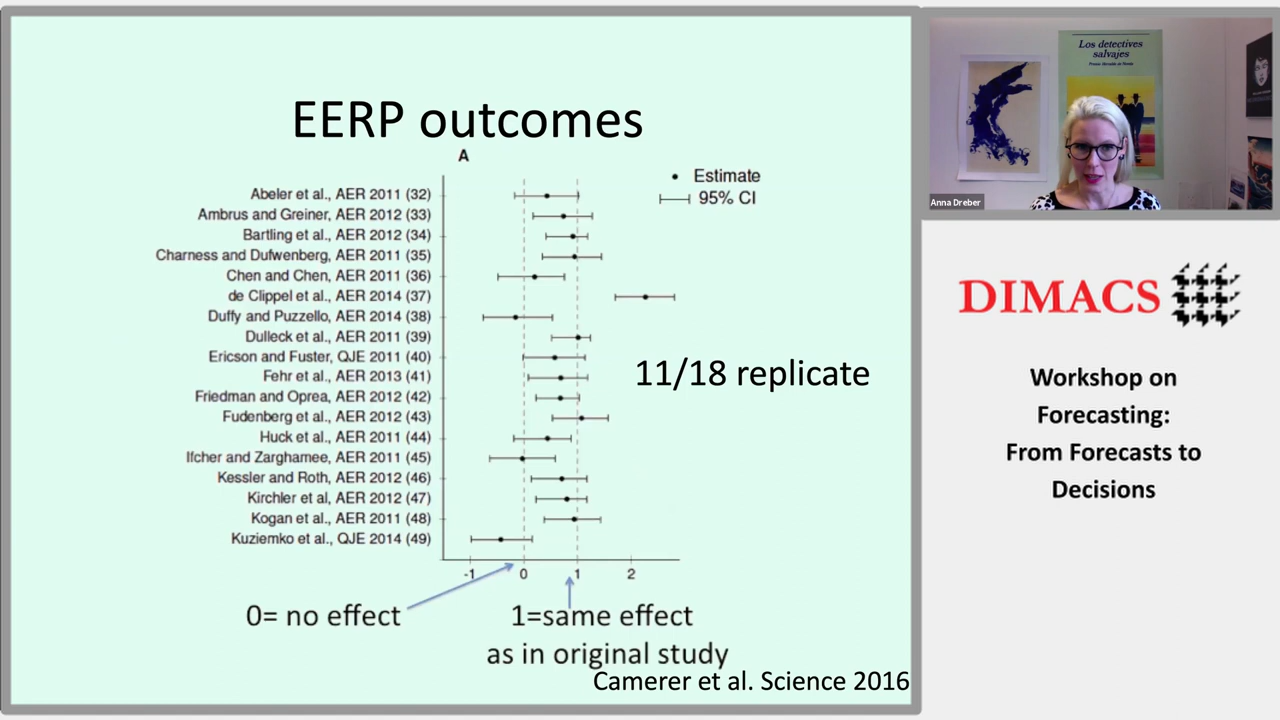 EERP outcomes
A
Estimate
95% CI
Abeler et al., AER 2011 (32)
Ambrus and Greiner, AER 2012 (33)
Bartling et al., AER 2012 (34)
Charness and Dufwenberg, AER 2011 (35)
Chen and Chen, AER 2011 (36)
de Clippel et al., AER 2014 (37)
Duffy and Puzzello, AER 2014 (38)
Dulleck et al., AER 2011 (39)
Ericson and Fuster, QJE 2011 (40)
Fehr et al., AER 2013 (41)
Friedman and Oprea, AER 2012 (42)
Fudenberg et al., AER 2012 (43)
Huck et al., AER 2011 (44)
Ifcher and Zarghamee, AER 2011 (45)
Kessler and Roth, AER 2012 (46)
Kirchler et al, AER 2012 (47)
Kogan et al., AER 2011 (48)
Kuziemko et al., QJE 2014 (49)
11/18 replicate
-1 0 1 2
0= no effect
1=same effect
as in original study
Camerer et al. Science 2016
Los detectives
salvajes
Anna Dreber
DIMACS
Workshop on
Forecasting:
From Forecasts to
Decisions